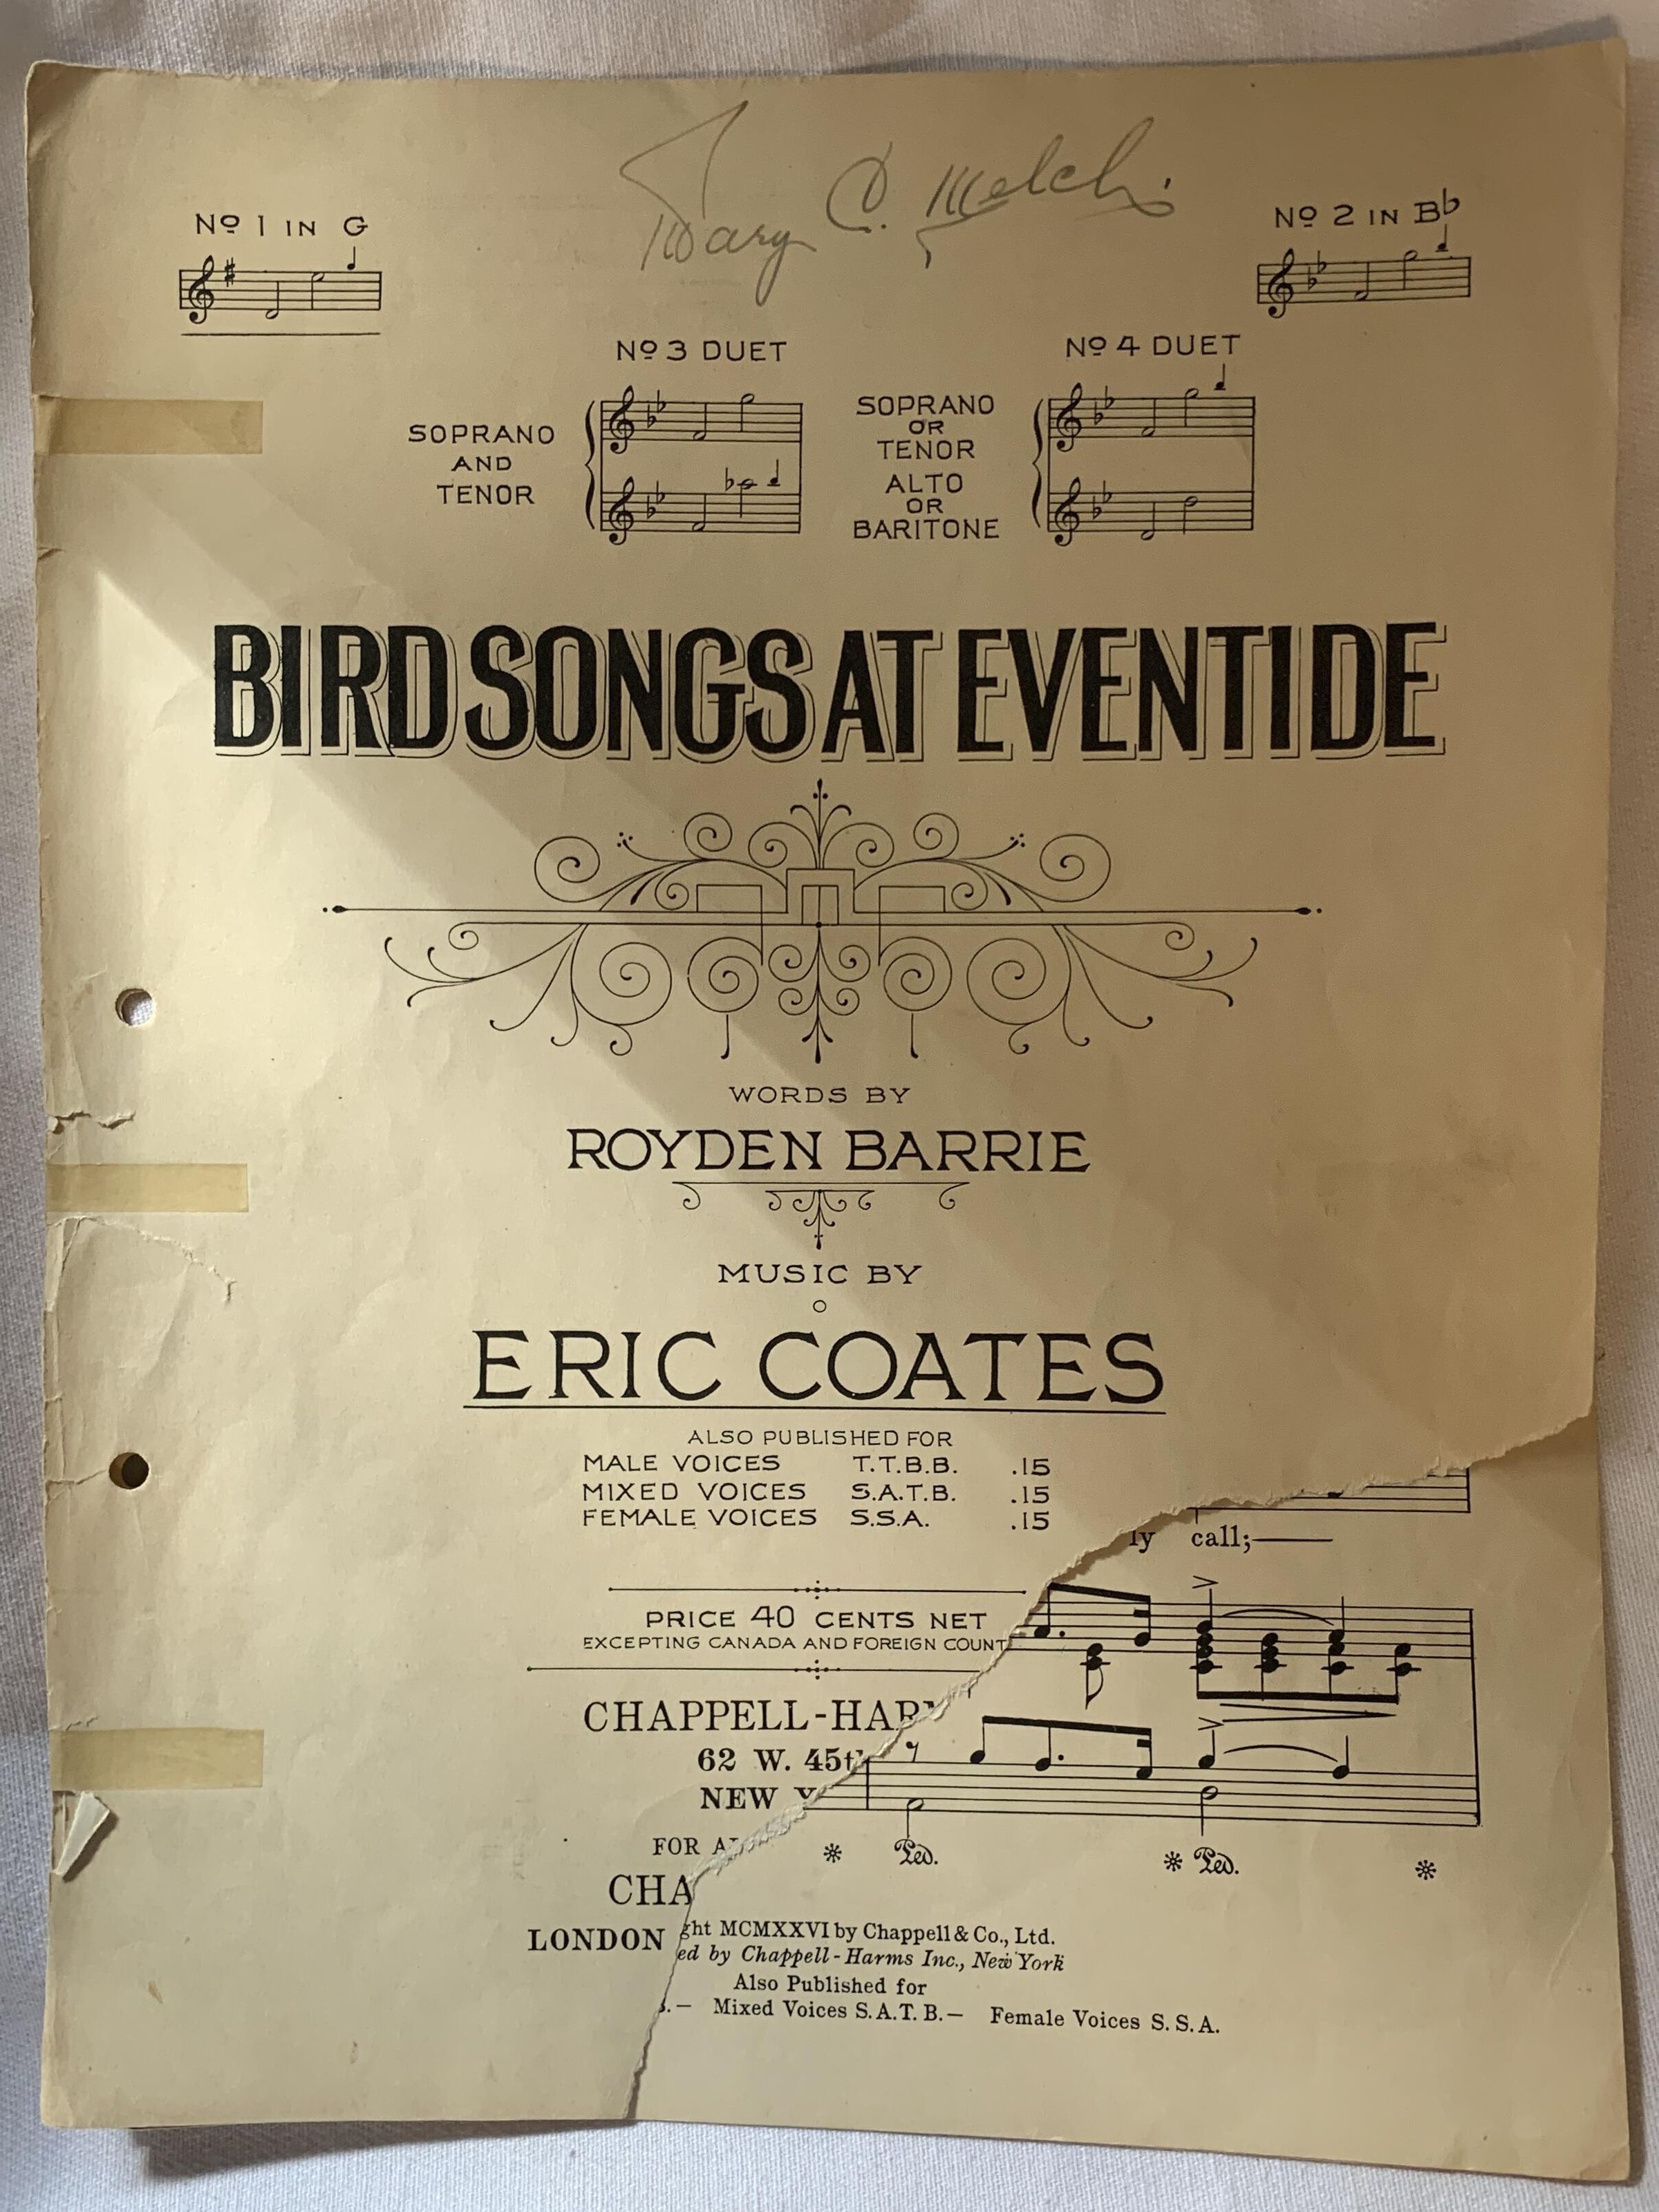 Mary C. Melchi
No 1 IN G
No 2 IN Bb
No 3 DUET
SOPRANO
AND
TENOR
No 4 DUET
SOPRANO
OR
TENOR
ALTO
OR
BARITONE
BIRD SONGS AT EVENTIDE
WORDS BY
ROYDEN BARRIE
MUSIC BY
ERIC COATES
ALSO PUBLISHED FOR
MALE VOICES T.T.B.B. .15
MIXED VOICES S.A.T.B. .15
FEMALE VOICES S.S.A. .15
ly call;
PRICE 40 CENTS NET
EXCEPTING CANADA AND FOREIGN COUNT
CHAPPELL-HAR
62 W. 45t
NEW Y
FOR A
Ped. Ped.
CHA
LONDON
ght MCMXXVI by Chappell & Co., Ltd.
ed by Chappell-Harms Inc., New York
Also Published for
.— Mixed Voices S.A.T.B.— Female Voices S.S.A.